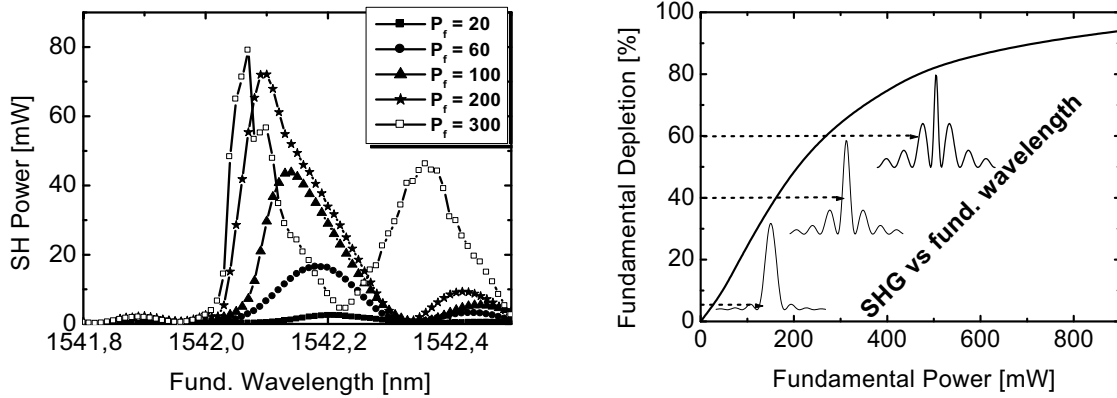 SH Power [mW]
80
60
40
20
0
1541,8
1542,0
1542,2
1542,4
Fund. Wavelength [nm]
P_f = 20
P_f = 60
P_f = 100
P_f = 200
P_f = 300
Fundamental Depletion [%]
100
80
60
40
20
0
0
200
400
600
800
Fundamental Power [mW]
SHG vs fund. wavelength